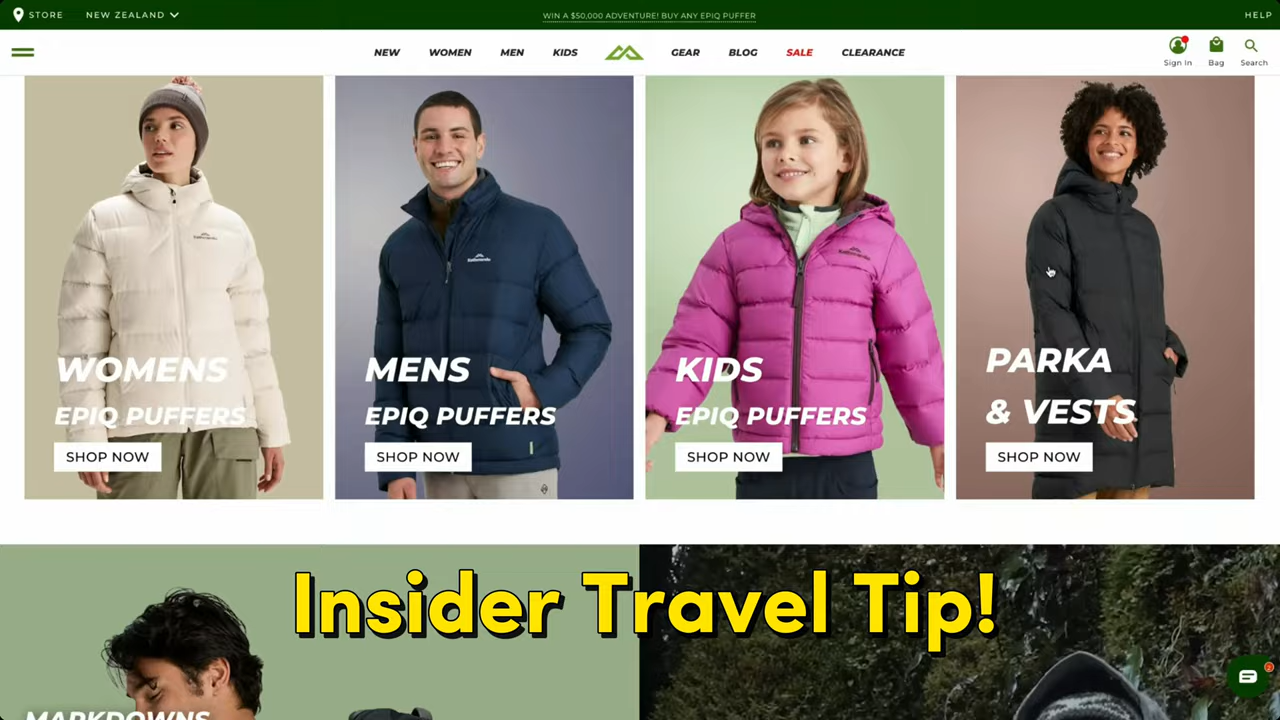 STORE
NEW ZEALAND
WIN A $50,000 ADVENTURE! BUY ANY EPIQ PUFFER
HELP
NEW
WOMEN
MEN
KIDS
GEAR
BLOG
SALE
CLEARANCE
Sign In
Bag
Search
WOMENS
EPIQ PUFFERS
SHOP NOW
MENS
EPIQ PUFFERS
SHOP NOW
KIDS
EPIQ PUFFERS
SHOP NOW
PARKA
& VESTS
SHOP NOW
Insider Travel Tip!
2
MARKDOWNS